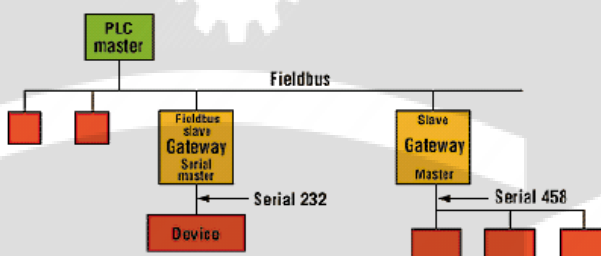 PLC
master
Fieldbus
Fieldbus
slave
Gateway
Serial
master
Slave
Gateway
Master
Serial 232
Serial 458
Device